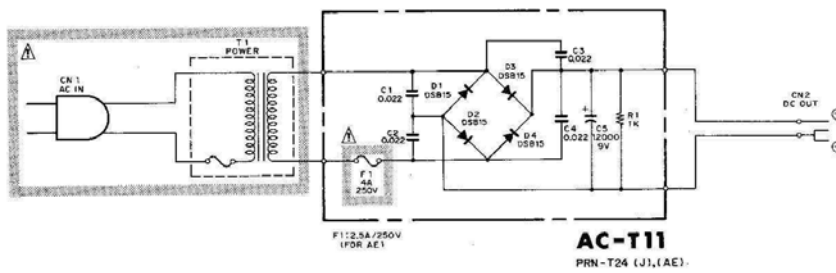 CN1
AC IN
T1
POWER
C1
0.022
C2
0.022
D1
DSB15
D2
DSB15
D3
DSB15
D4
DSB15
C3
0.022
C4
0.022
C5
12000
9V
R1
1K
CN2
DC OUT
F1
4A
250V
F1:2.5A/250V
(FOR AE)
AC-T11
PRN-T24 (J),(AE)